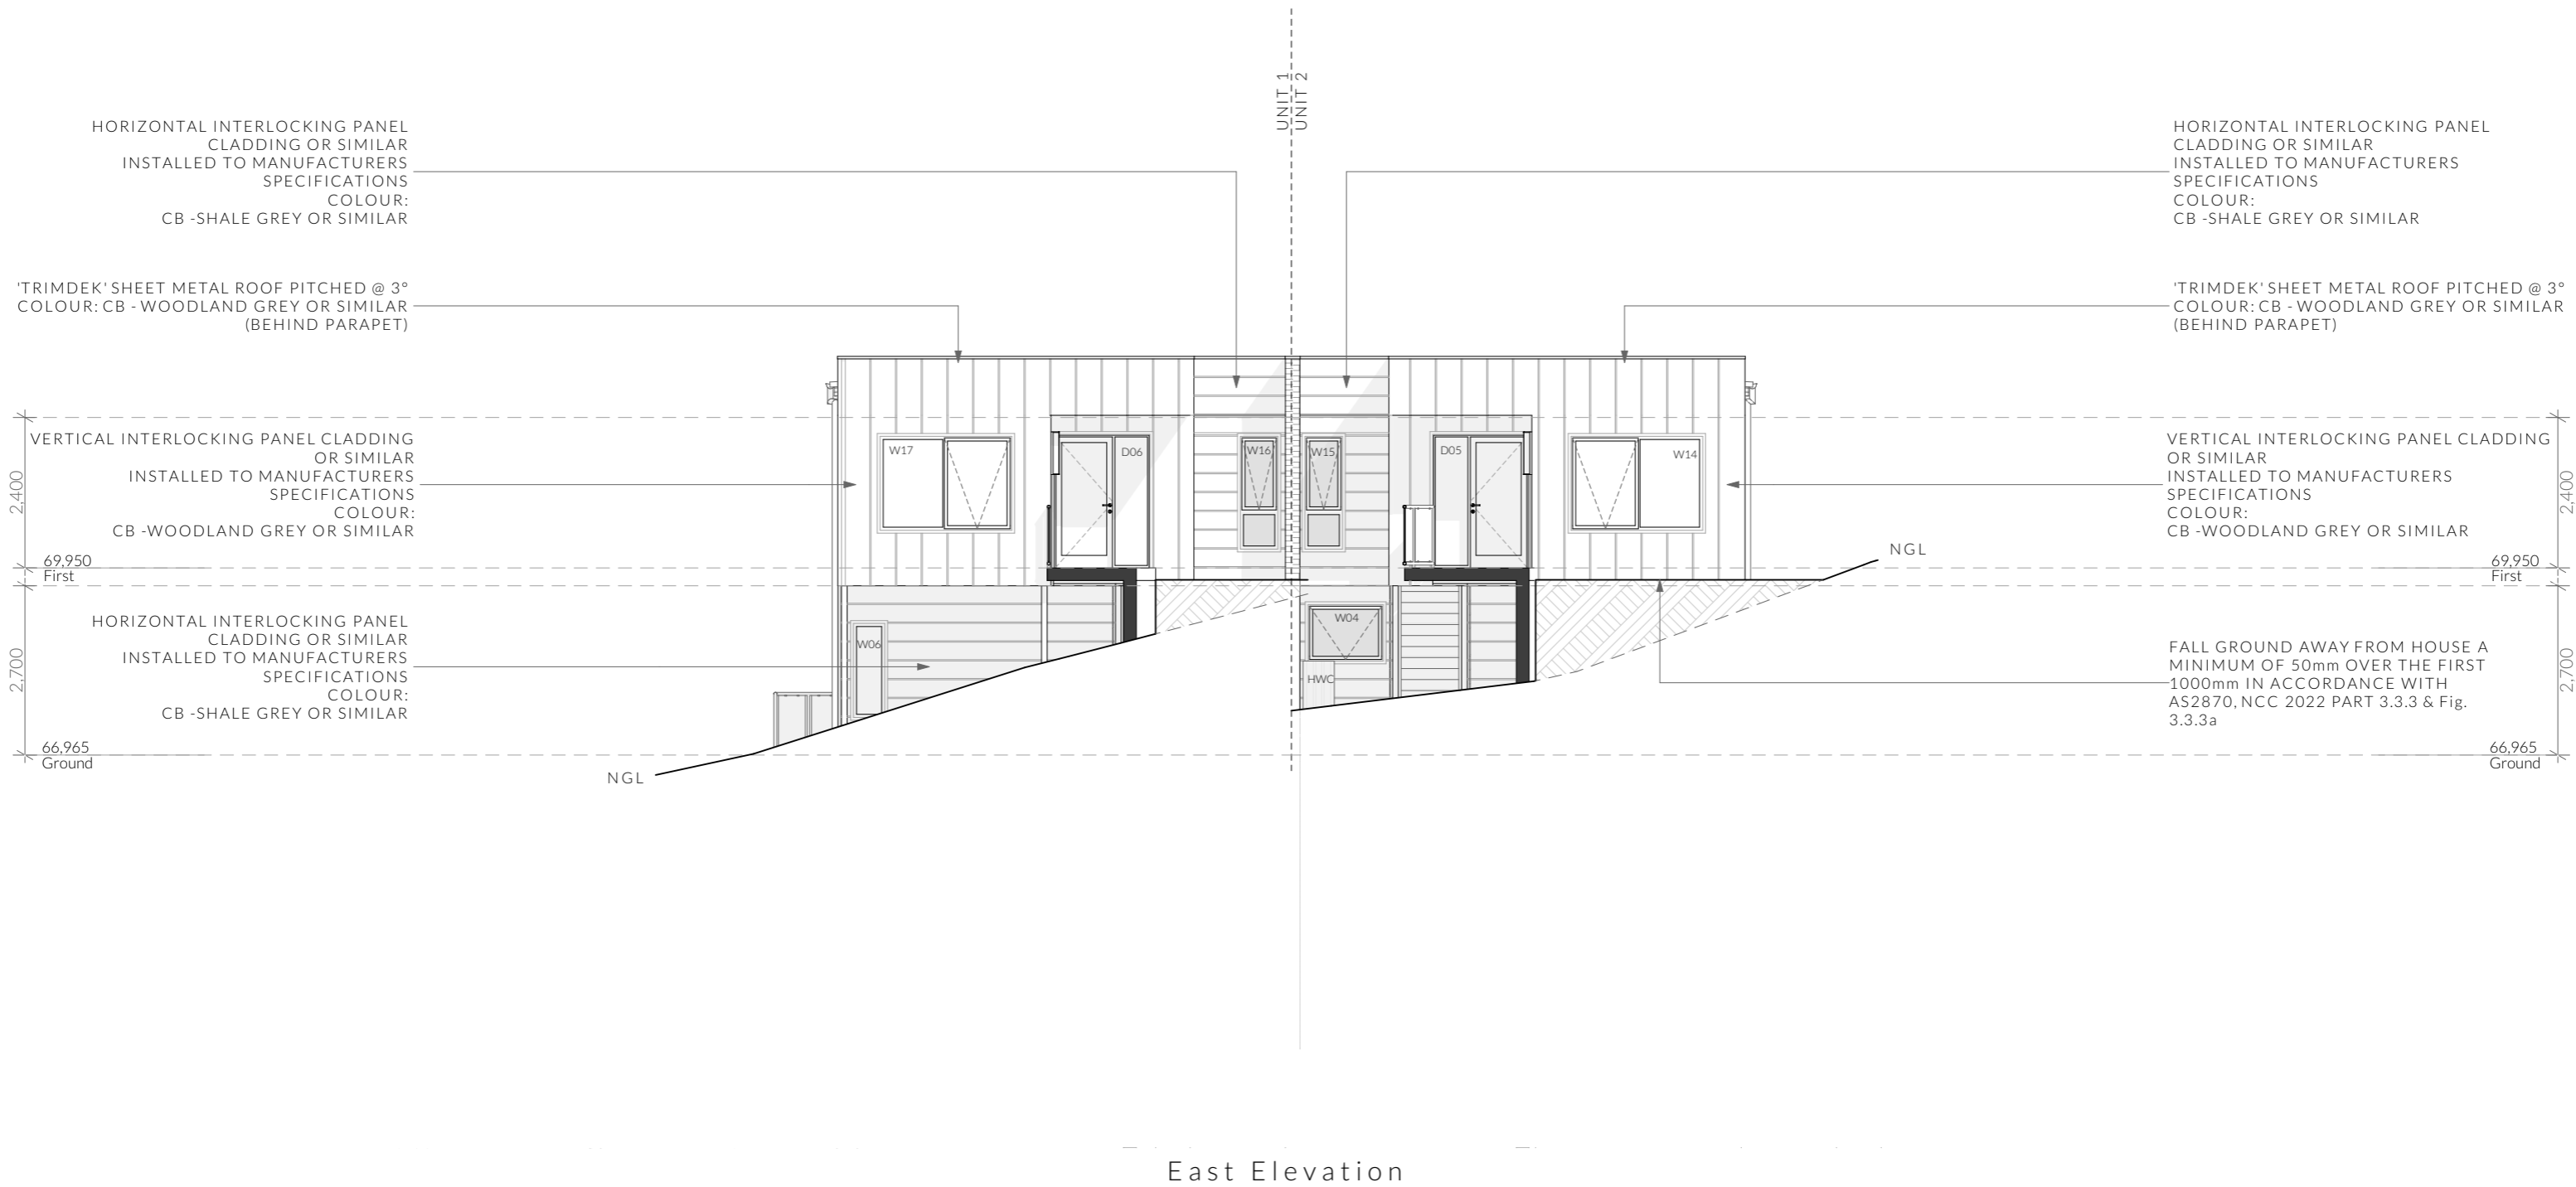 UNIT 1
UNIT 2
HORIZONTAL INTERLOCKING PANEL
CLADDING OR SIMILAR
INSTALLED TO MANUFACTURERS
SPECIFICATIONS
COLOUR:
CB -SHALE GREY OR SIMILAR
HORIZONTAL INTERLOCKING PANEL
CLADDING OR SIMILAR
INSTALLED TO MANUFACTURERS
SPECIFICATIONS
COLOUR:
CB -SHALE GREY OR SIMILAR
'TRIMDEK' SHEET METAL ROOF PITCHED @ 3°
COLOUR: CB - WOODLAND GREY OR SIMILAR
(BEHIND PARAPET)
'TRIMDEK' SHEET METAL ROOF PITCHED @ 3°
COLOUR: CB - WOODLAND GREY OR SIMILAR
(BEHIND PARAPET)
VERTICAL INTERLOCKING PANEL CLADDING
OR SIMILAR
INSTALLED TO MANUFACTURERS
SPECIFICATIONS
COLOUR:
CB -WOODLAND GREY OR SIMILAR
2,400
W17
D06
W16
W15
D05
W14
VERTICAL INTERLOCKING PANEL CLADDING
OR SIMILAR
INSTALLED TO MANUFACTURERS
SPECIFICATIONS
COLOUR:
CB -WOODLAND GREY OR SIMILAR
2,400
NGL
69,950
First
69,950
First
HORIZONTAL INTERLOCKING PANEL
CLADDING OR SIMILAR
INSTALLED TO MANUFACTURERS
SPECIFICATIONS
COLOUR:
CB -SHALE GREY OR SIMILAR
2,700
W06
W04
HWC
FALL GROUND AWAY FROM HOUSE A
MINIMUM OF 50mm OVER THE FIRST
1000mm IN ACCORDANCE WITH
AS2870, NCC 2022 PART 3.3.3 & Fig.
3.3.3a
2,700
66,965
Ground
66,965
Ground
NGL
East Elevation